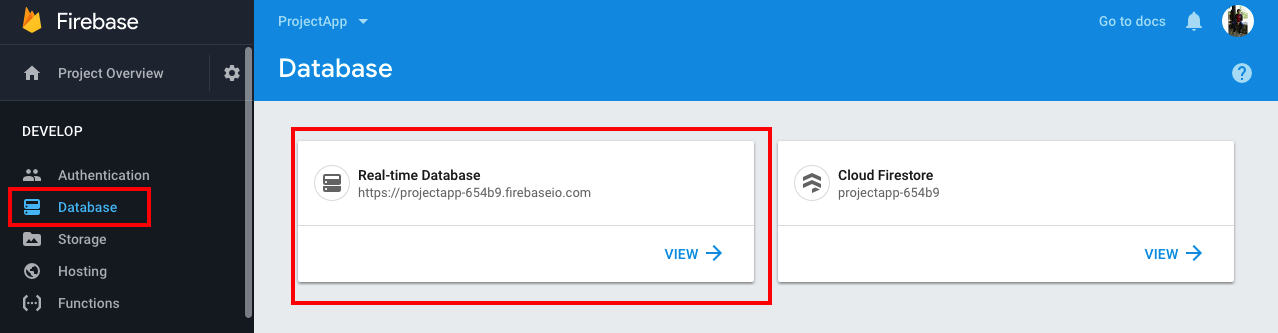 Firebase
ProjectApp
Go to docs
Project Overview
Database
?
DEVELOP
Authentication
Database
Storage
Hosting
Functions
Real-time Database
https://projectapp-654b9.firebaseio.com
VIEW
Cloud Firestore
projectapp-654b9
VIEW